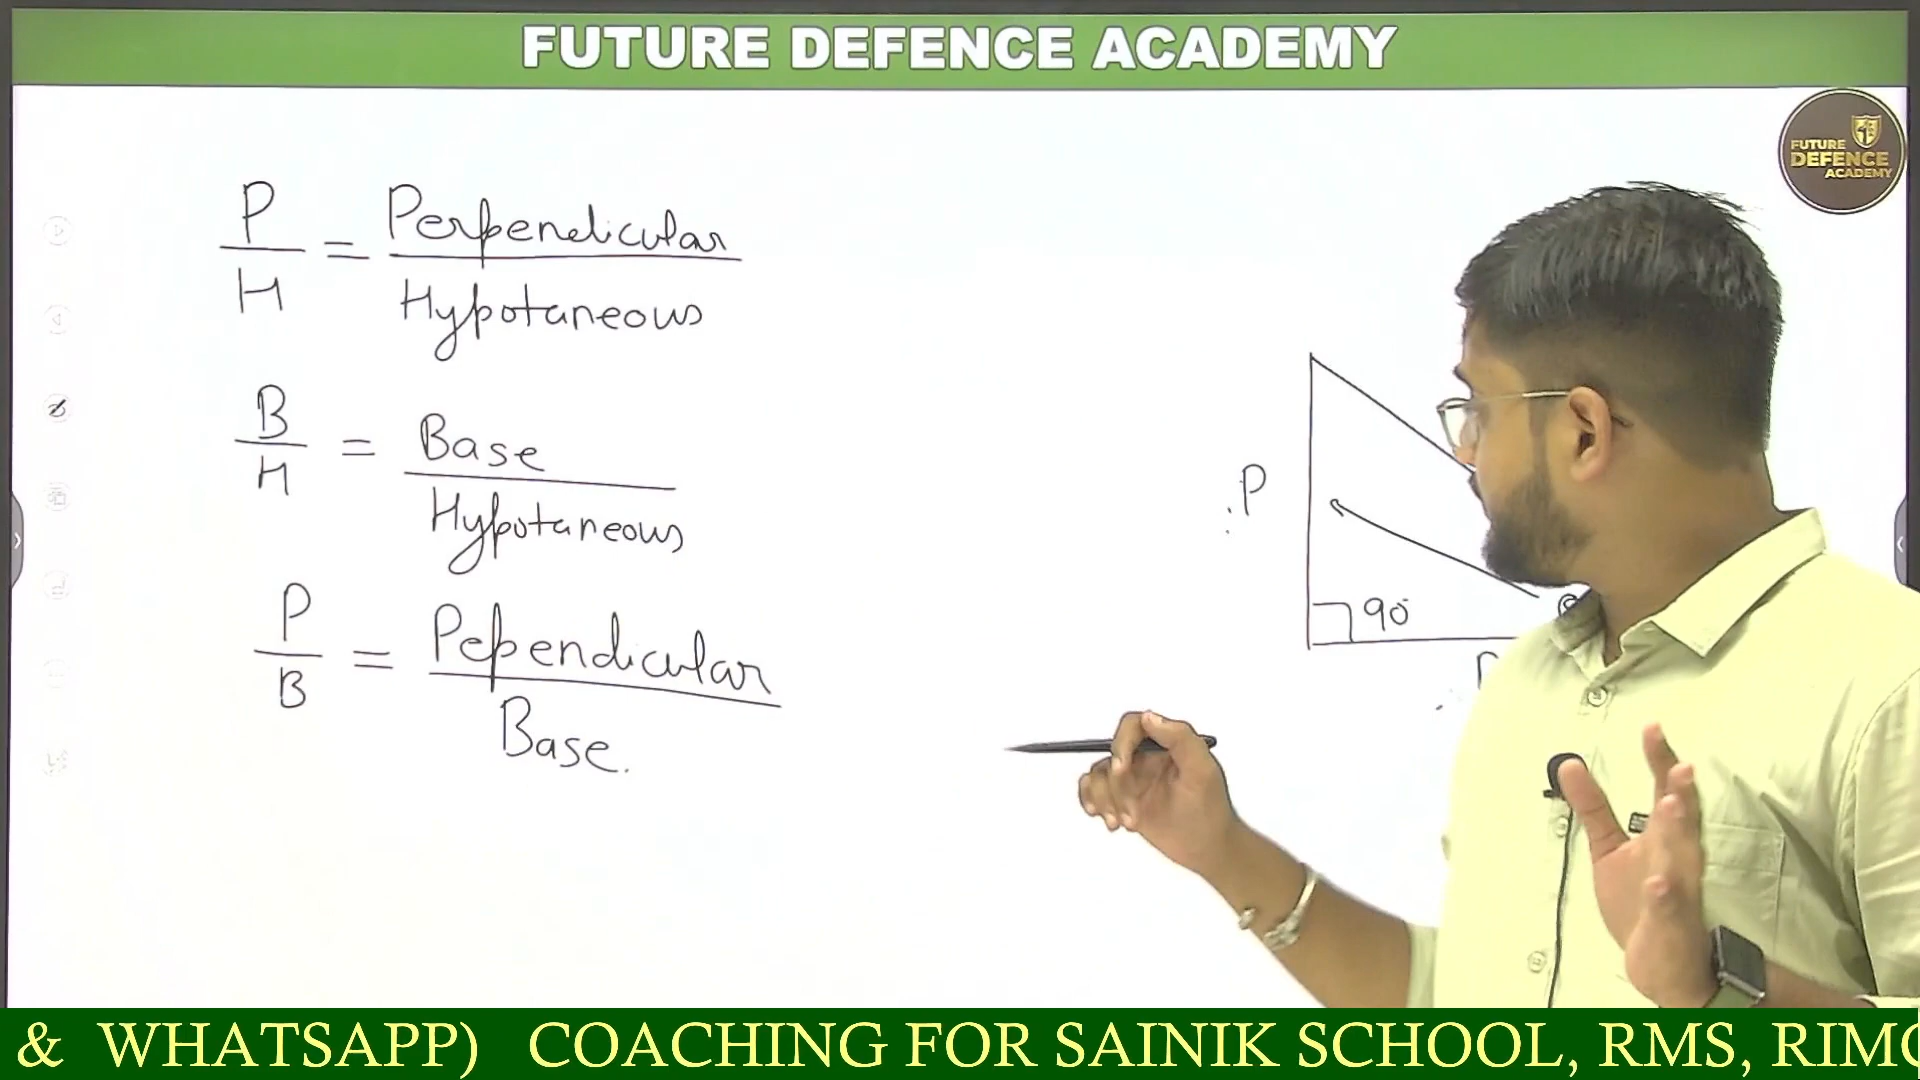 FUTURE DEFENCE ACADEMY
FUTURE
DEFENCE
ACADEMY
P/H = Perpendicular/Hypotaneous
B/H = Base/Hypotaneous
P/B = Pependicular/Base.
P
90°
& WHATSAPP) COACHING FOR SAINIK SCHOOL, RMS, RIMC